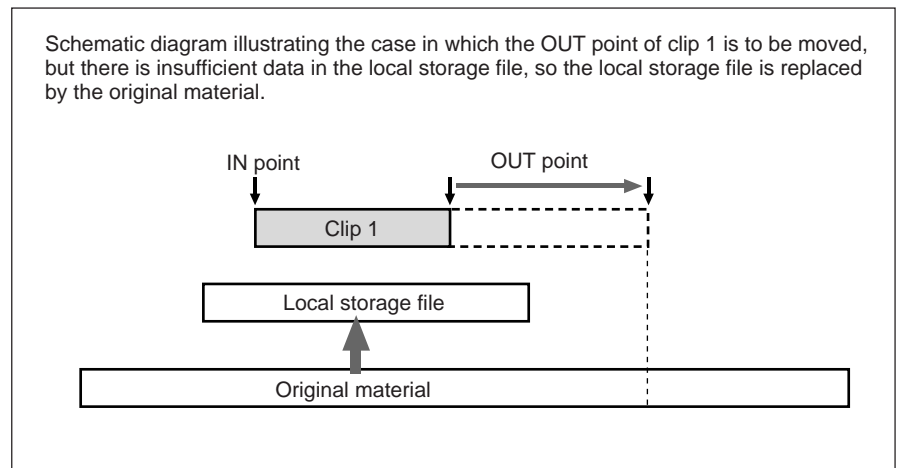 Schematic diagram illustrating the case in which the OUT point of clip 1 is to be moved,
but there is insufficient data in the local storage file, so the local storage file is replaced
by the original material.
IN point
OUT point
Clip 1
Local storage file
Original material